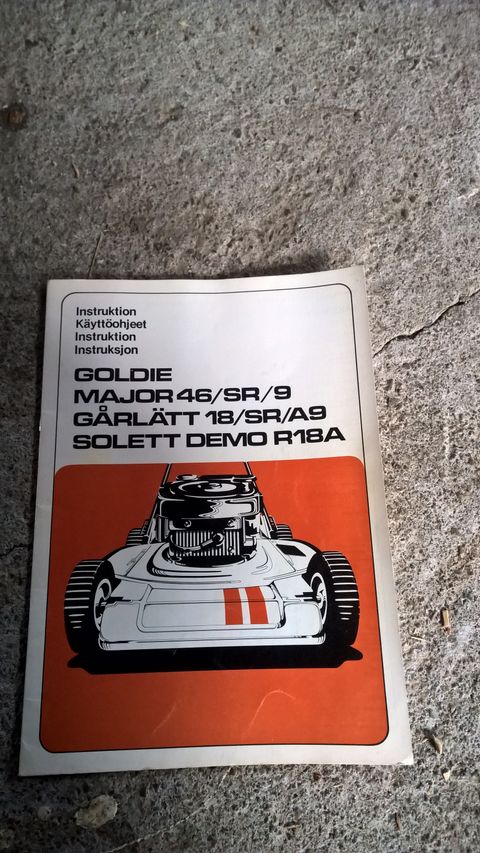 Instruktion
Käyttöohjeet
Instruktion
Instruksjon
GOLDIE
MAJOR 46/SR/9
GÅRLÄTT 18/SR/A9
SOLETT DEMO R18A